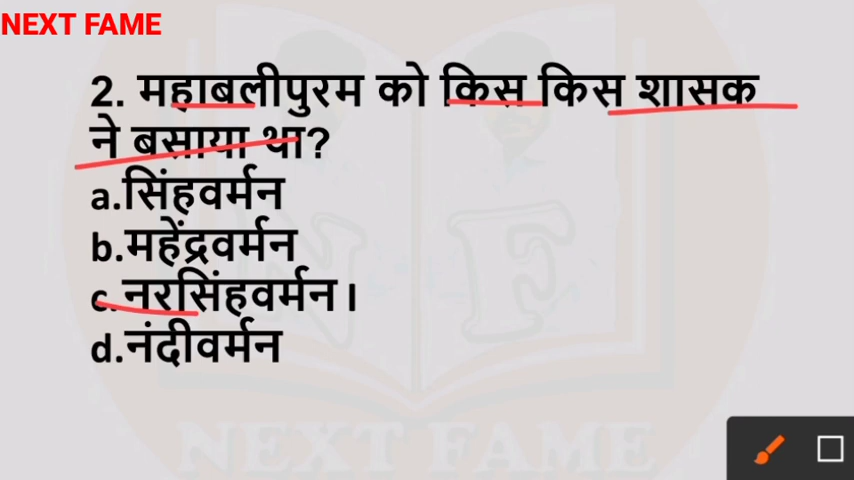 NEXT FAME
2. महाबलीपुरम को किस किस शासक
ने बसाया था?
a.सिंहवर्मन
b.महेंद्रवर्मन
c.नरसिंहवर्मन।
d.नंदीवर्मन
N F
NEXT FAME